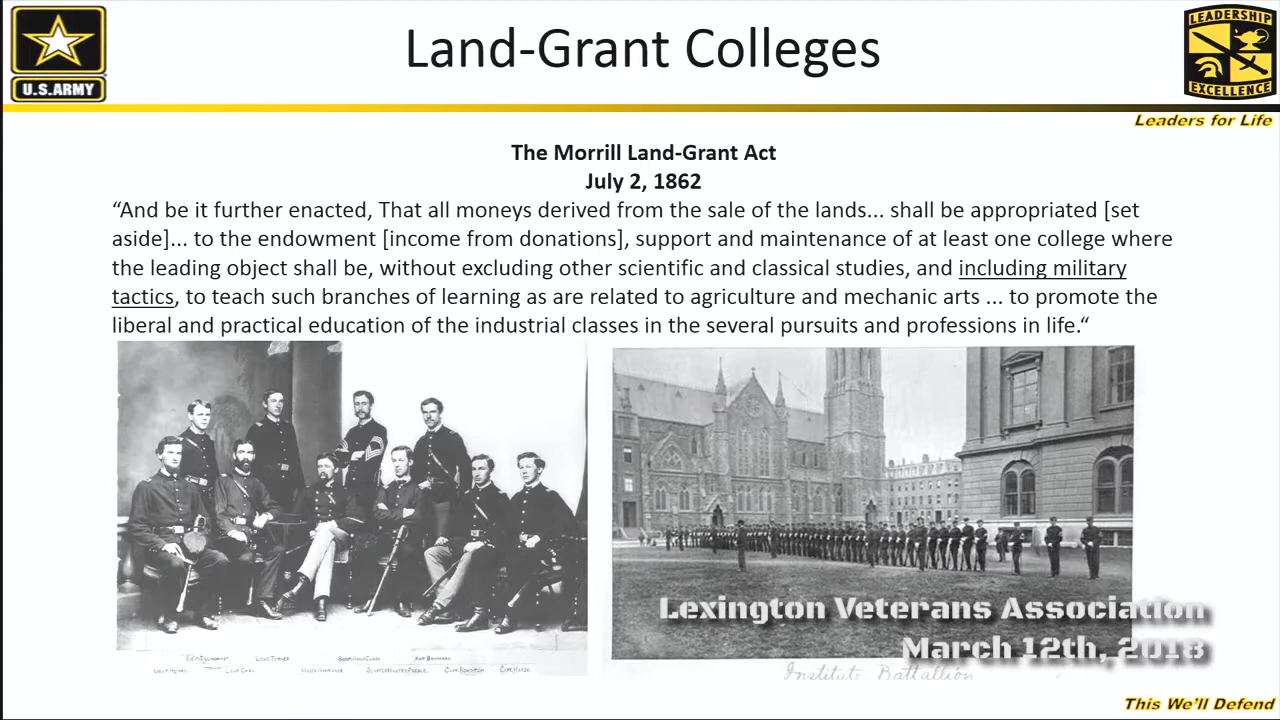 Land-Grant Colleges
U.S.ARMY
LEADERSHIP
EXCELLENCE
Leaders for Life
The Morrill Land-Grant Act
July 2, 1862
“And be it further enacted, That all moneys derived from the sale of the lands... shall be appropriated [set
aside]... to the endowment [income from donations], support and maintenance of at least one college where
the leading object shall be, without excluding other scientific and classical studies, and including military
tactics, to teach such branches of learning as are related to agriculture and mechanic arts ... to promote the
liberal and practical education of the industrial classes in the several pursuits and professions in life.“
Lexington Veterans Association
March 12th, 2018
Institute Battallion
This We'll Defend